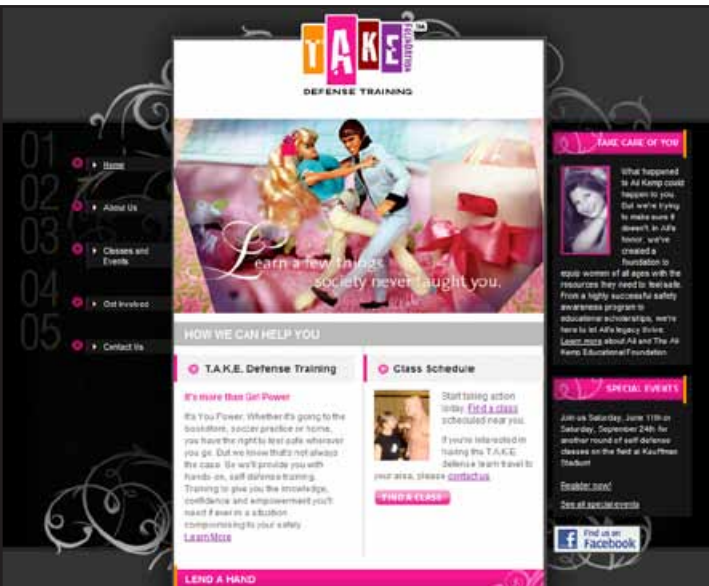 T.A.K.E
FOUNDATION
DEFENSE TRAINING
01
02
03
04
05
Home
About Us
Classes and
Events
Get Involved
Contact Us
Learn a few things
society never taught you.
HOW WE CAN HELP YOU
T.A.K.E. Defense Training
It's more than Girl Power
It's You Power. Whether it's going to the
bookstore, soccer practice or home,
you have the right to feel safe wherever
you go. But we know that's not always
the case. So we'll provide you with
hands-on, self defense training.
Training to give you the knowledge,
confidence and empowerment you'll
need if ever in a situation
compromising to your safety.
Learn More
Class Schedule
Start taking action
today. Find a class
scheduled near you.
If you're interested in
having the T.A.K.E.
defense team travel to
your area, please contact us.
FIND A CLASS
LEND A HAND
TAKE CARE OF YOU
What happened
to Ali Kemp could
happen to you.
But we're trying
to make sure it
doesn't. In Ali's
honor, we've
created a
foundation to
equip women of all ages with the
resources they need to feel safe.
From a highly successful safety
awareness program to
educational scholarships, we're
here to let Ali's legacy thrive.
Learn more about Ali and The Ali
Kemp Educational Foundation.
SPECIAL EVENTS
Join us Saturday, June 11th or
Saturday, September 24th for
another round of self defense
classes on the field at Kauffman
Stadium!
Register now!
See all special events
Find us on
Facebook